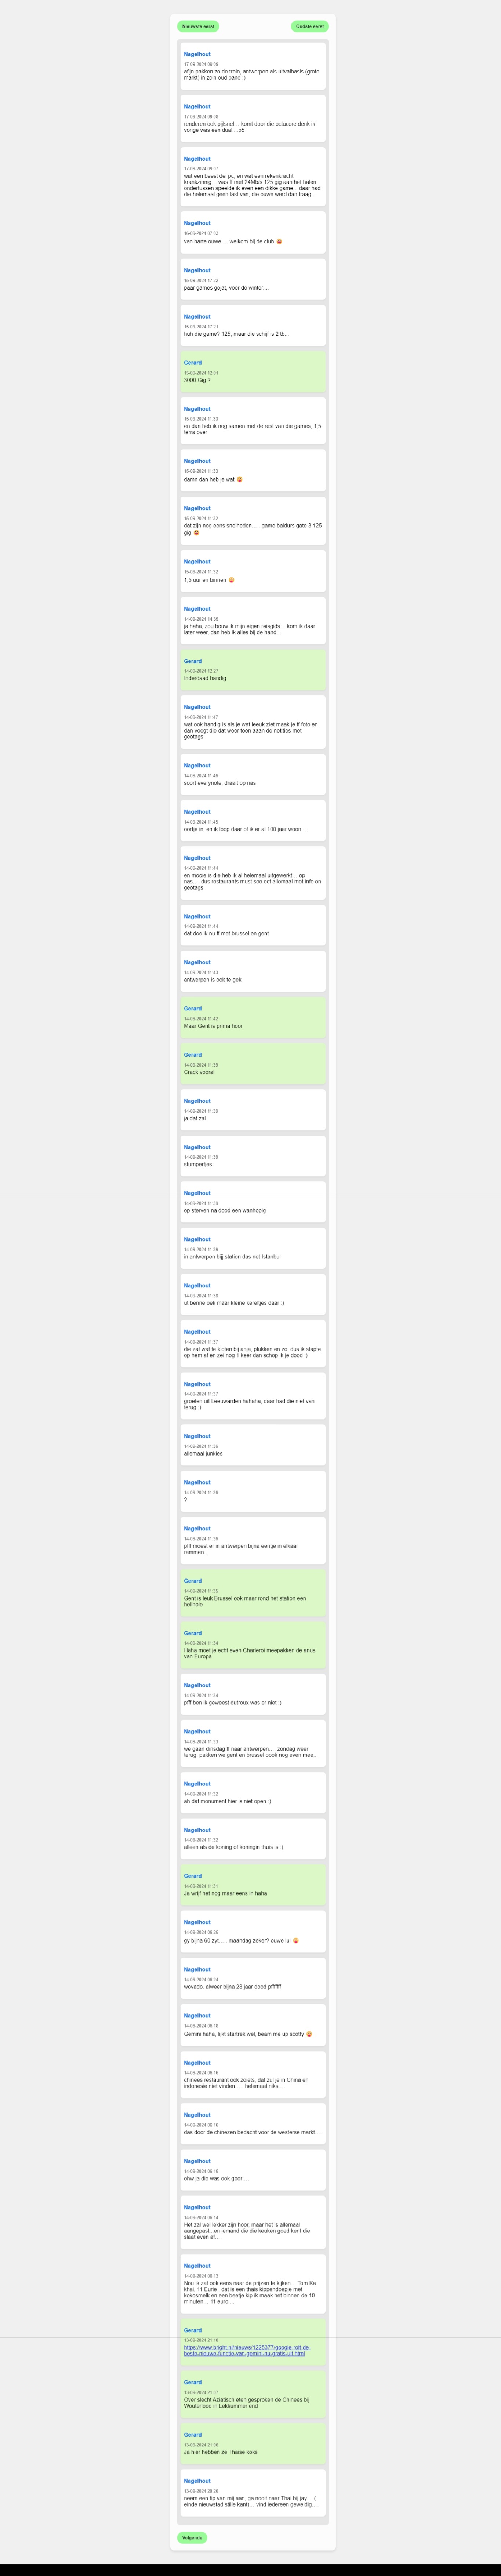 Nieuwste eerst
Oudste eerst
Nagelhout
17-09-2024 09:09
afijn pakken zo de trein, antwerpen als uitvalbasis (grote
markt) in zo'n oud pand :)
Nagelhout
17-09-2024 09:08
renderen ook pijlsnel... komt door die octacore denk ik
vorige was een dual....p5
Nagelhout
17-09-2024 09:07
wat een beest dei pc, en wat een rekenkracht
krankzinnig... was ff met 24Mb/s 125 gig aan het halen,
ondertussen speelde ik even een dikke game... daar had
die helemaal geen last van, die ouwe werd dan traag...
Nagelhout
16-09-2024 07:03
van harte ouwe.... welkom bij de club 😀
Nagelhout
15-09-2024 17:22
paar games gejat, voor de winter...
Nagelhout
15-09-2024 17:21
huh die game? 125, maar die schijf is 2 tb....
Gerard
15-09-2024 12:01
3000 Gig ?
Nagelhout
15-09-2024 11:33
en dan heb ik nog samen met de rest van die games, 1,5
terra over
Nagelhout
15-09-2024 11:33
damn dan heb je wat 😀
Nagelhout
15-09-2024 11:32
dat zijn nog eens snelheden..... game baldurs gate 3 125
gig 😀
Nagelhout
15-09-2024 11:32
1,5 uur en binnen 😀
Nagelhout
14-09-2024 14:35
ja haha, zou bouw ik mijn eigen reisgids.... kom ik daar
later weer, dan heb ik alles bij de hand...
Gerard
14-09-2024 12:27
Inderdaad handig
Nagelhout
14-09-2024 11:47
wat ook handig is als je wat leeuk ziet maak je ff foto en
dan voegt die dat weer toen aaan de notities met
geotags
Nagelhout
14-09-2024 11:46
soort everynote, draait op nas
Nagelhout
14-09-2024 11:45
oortje in, en ik loop daar of ik er al 100 jaar woon....
Nagelhout
14-09-2024 11:44
en mooie is die heb ik al helemaal uitgewerkt... op
nas..... dus restaurants must see ect allemaal met info en
geotags
Nagelhout
14-09-2024 11:44
dat doe ik nu ff met brussel en gent
Nagelhout
14-09-2024 11:43
antwerpen is ook te gek
Gerard
14-09-2024 11:42
Maar Gent is prima hoor
Gerard
14-09-2024 11:39
Crack vooral
Nagelhout
14-09-2024 11:39
ja dat zal
Nagelhout
14-09-2024 11:39
stumpertjes
Nagelhout
14-09-2024 11:39
op sterven na dood een wanhopig
Nagelhout
14-09-2024 11:39
in antwerpen bijj station das net Istanbul
Nagelhout
14-09-2024 11:38
ut benne oek maar kleine kereltjes daar :)
Nagelhout
14-09-2024 11:37
die zat wat te kloten bij anja, plukken en zo, dus ik stapte
op hem af en zei nog 1 keer dan schop ik je dood :)
Nagelhout
14-09-2024 11:37
groeten uit Leeuwarden hahaha, daar had die niet van
terug :)
Nagelhout
14-09-2024 11:36
allemaal junkies
Nagelhout
14-09-2024 11:36
?
Nagelhout
14-09-2024 11:36
pfff moest er in antwerpen bijna eentje in elkaar
rammen...
Gerard
14-09-2024 11:35
Gent is leuk Brussel ook maar rond het station een
hellhole
Gerard
14-09-2024 11:34
Haha moet je echt even Charleroi meepakken de anus
van Europa
Nagelhout
14-09-2024 11:34
pfff ben ik geweest dutroux was er niet :)
Nagelhout
14-09-2024 11:33
we gaan dinsdag ff naar antwerpen..... zondag weer
terug. pakken we gent en brussel oook nog even mee...
Nagelhout
14-09-2024 11:32
ah dat monument hier is niet open :)
Nagelhout
14-09-2024 11:32
alleen als de koning of koningin thuis is :)
Gerard
14-09-2024 11:31
Ja wrijf het nog maar eens in haha
Nagelhout
14-09-2024 06:25
gy bijna 60 zyt...... maandag zeker? ouwe lul 😀
Nagelhout
14-09-2024 06:24
wovado. alweer bijna 28 jaar dood pffffffff
Nagelhout
14-09-2024 06:18
Gemini haha, lijkt startrek wel, beam me up scotty 😀
Nagelhout
14-09-2024 06:16
chinees restaurant ook zoiets, dat zul je in China en
indonesie niet vinden ..... helemaal niks....
Nagelhout
14-09-2024 06:16
das door de chinezen bedacht voor de westerse markt....
Nagelhout
14-09-2024 06:15
ohw ja die was ook goor.....
Nagelhout
14-09-2024 06:14
Het zal wel lekker zijn hoor, maar het is allemaal
aangepast.. en iemand die die keuken goed kent die
slaat even af.....
Nagelhout
14-09-2024 06:13
Nou ik zat ook eens naar de prijzen te kijken... Tom Ka
khai, 11 Eurie , dat is een thais kippendrasje met
kokosmelk en een beetje kip ik maak het binnen de 10
minuten... 11 euro....
Gerard
13-09-2024 21:16
https://www.bright.nl/nieuws/1225377/google-rolt-de-
beste-nieuwe-functie-van-gemini-nu-gratis-uit.html
Gerard
13-09-2024 21:07
Over slecht Aziatisch eten gesproken de Chinees bij
Wouterlood in Lekkummer end
Gerard
13-09-2024 21:06
Ja hier hebben ze Thaise koks
Nagelhout
13-09-2024 20:28
neem een tip van mij aan, ga nooit naar Thai bij jay.... (
einde nieuwstad stille kant).... vind iedereen geweldig....
Volgende